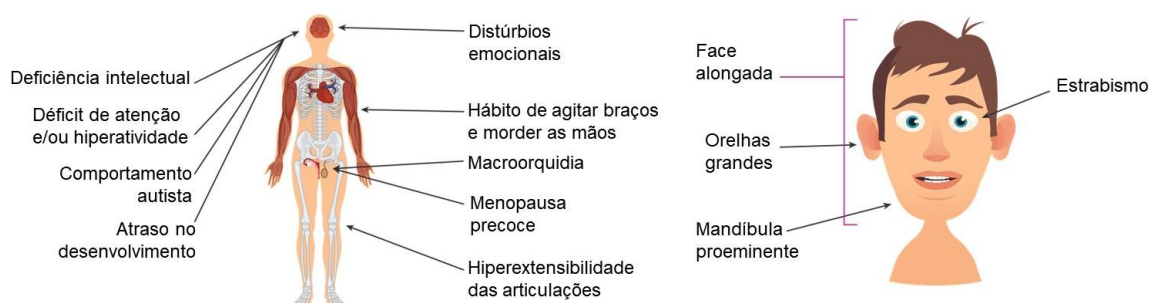 Deficiência intelectual
Déficit de atenção
e/ou hiperatividade
Comportamento
autista
Atraso no
desenvolvimento
Distúrbios
emocionais
Hábito de agitar braços
e morder as mãos
Macroorquidia
Menopausa
precoce
Hiperextensibilidade
das articulações
Face
alongada
Orelhas
grandes
Mandíbula
proeminente
Estrabismo